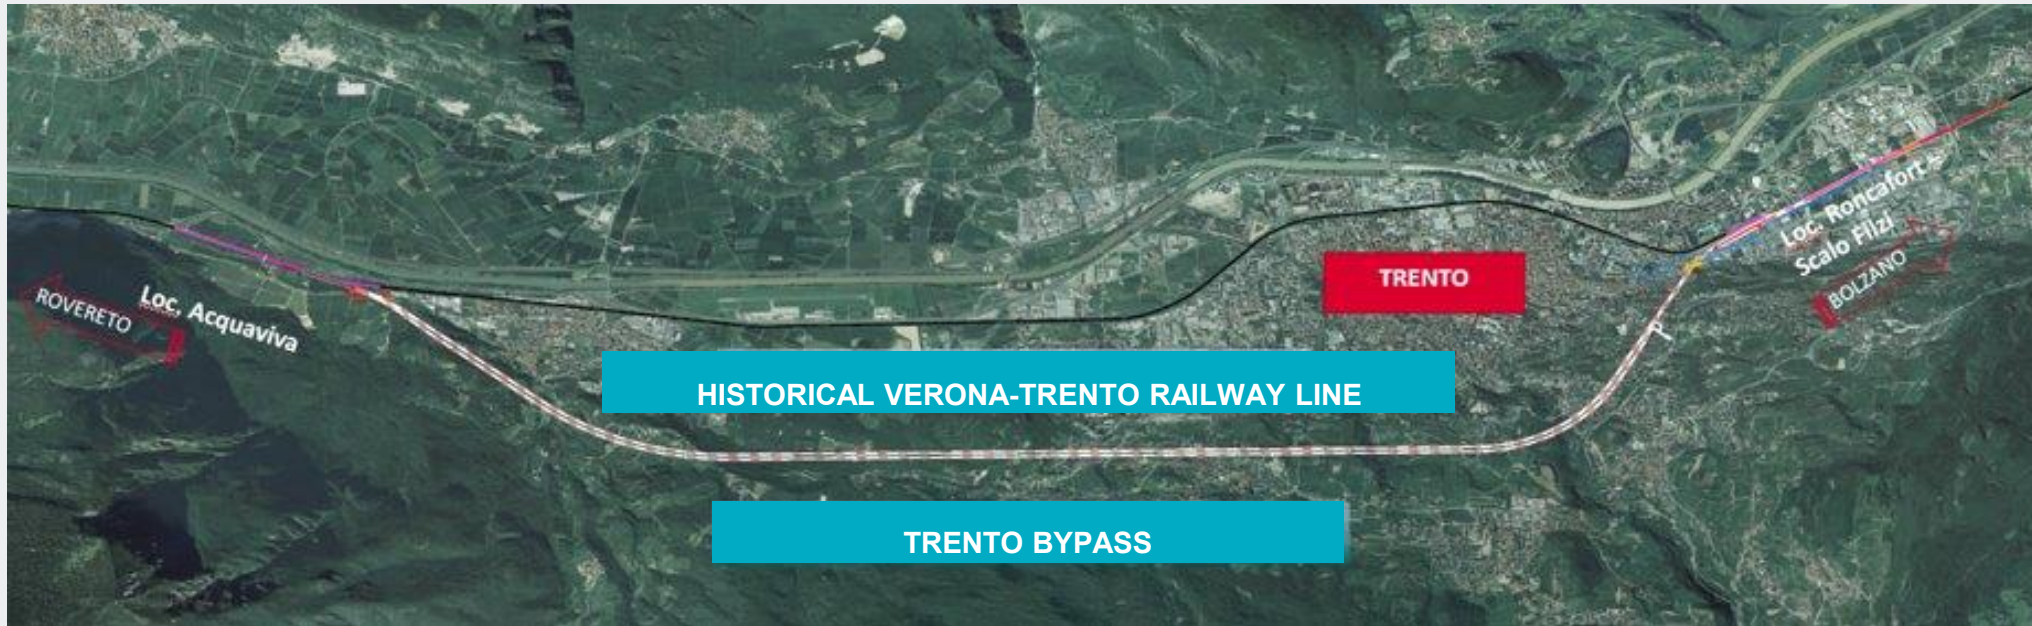 TRENTO
Loc. Roncafort
Scalo Filzi
BOLZANO
Loc. Acquaviva
ROVERETO
HISTORICAL VERONA-TRENTO RAILWAY LINE
TRENTO BYPASS